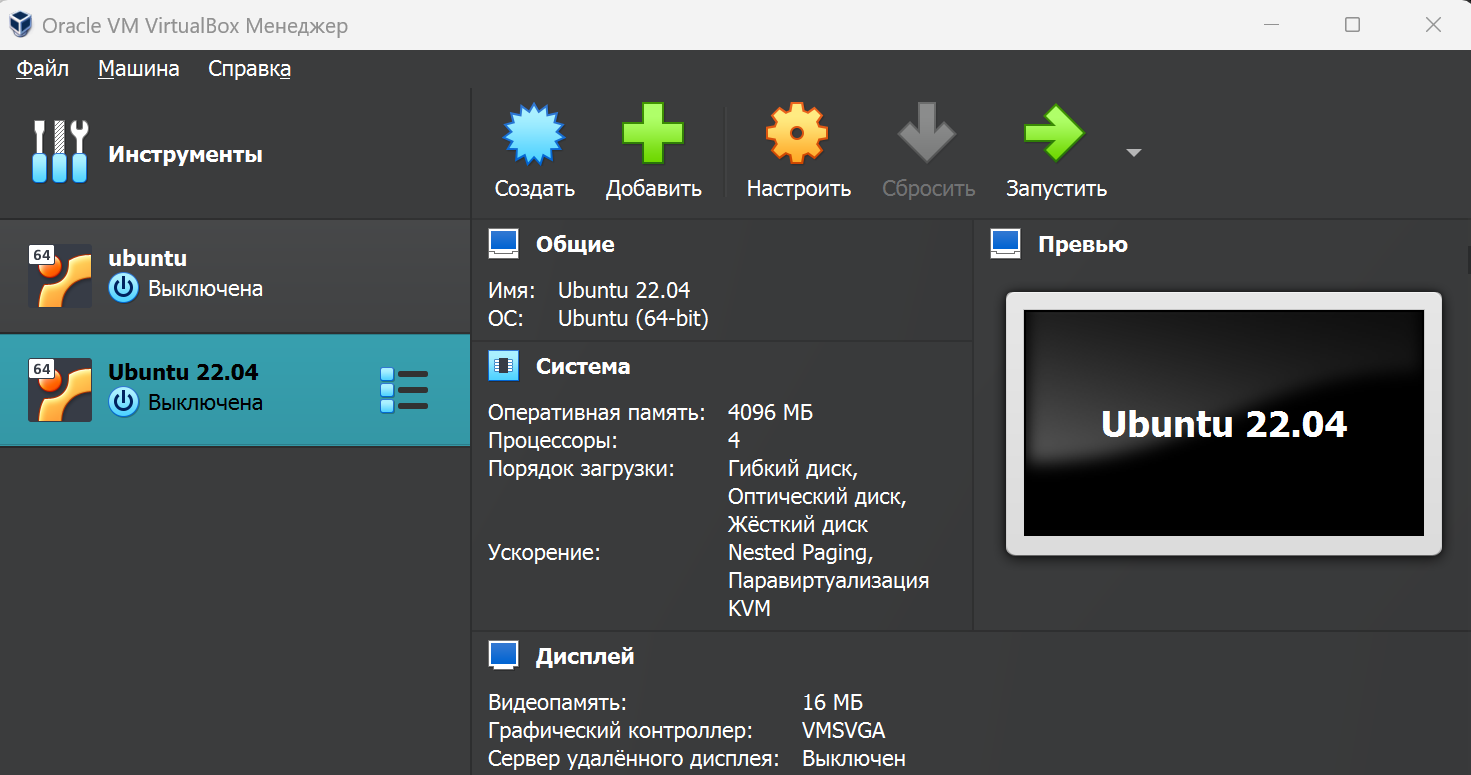 Oracle VM VirtualBox Менеджер
Файл Машина Справка
Инструменты
Создать Добавить Настроить Сбросить Запустить
64
ubuntu
Выключена
64
Ubuntu 22.04
Выключена
Общие
Имя: Ubuntu 22.04
ОС: Ubuntu (64-bit)
Система
Оперативная память: 4096 МБ
Процессоры: 4
Порядок загрузки: Гибкий диск,
Оптический диск,
Жёсткий диск
Ускорение: Nested Paging,
Паравиртуализация
KVM
Превью
Ubuntu 22.04
Дисплей
Видеопамять: 16 МБ
Графический контроллер: VMSVGA
Сервер удалённого дисплея: Выключен